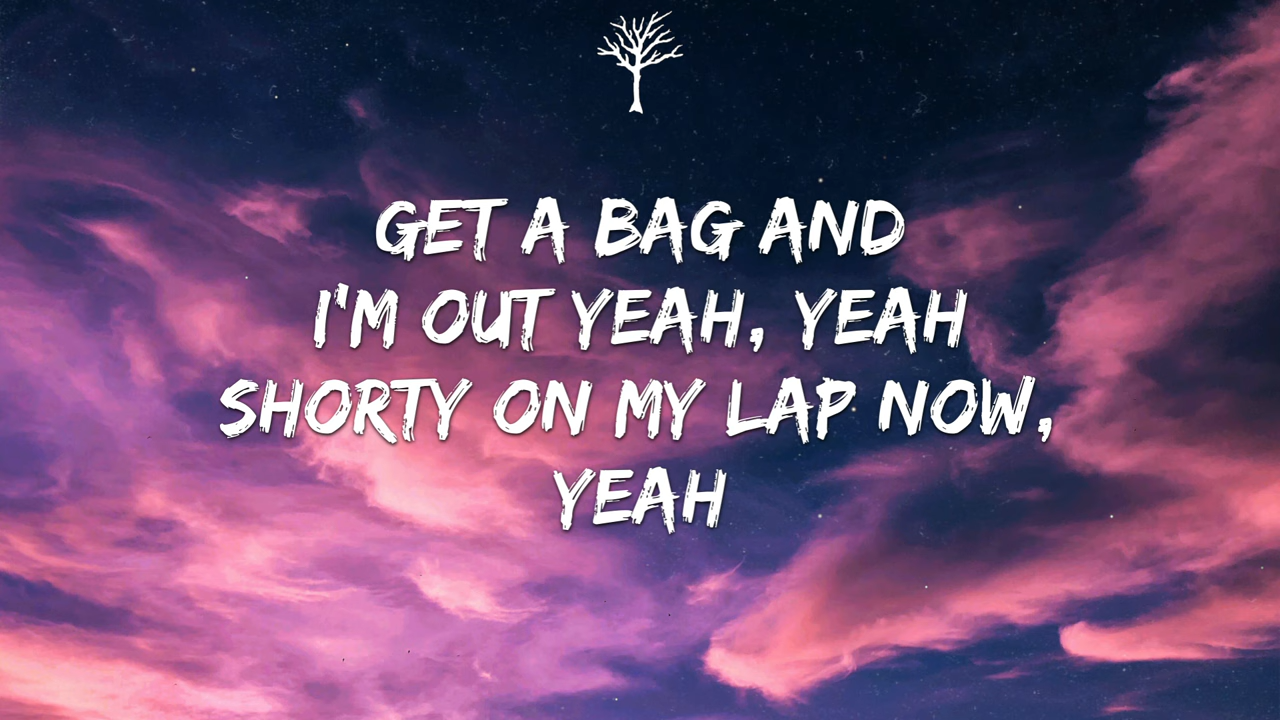 GET A BAG AND
I'M OUT YEAH, YEAH
SHORTY ON MY LAP NOW,
YEAH